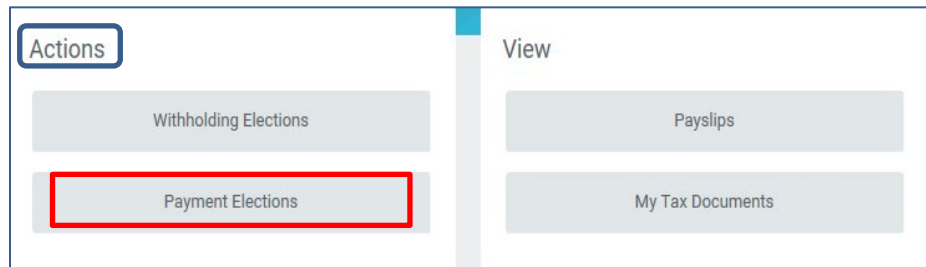 Actions
Withholding Elections
Payment Elections
View
Payslips
My Tax Documents